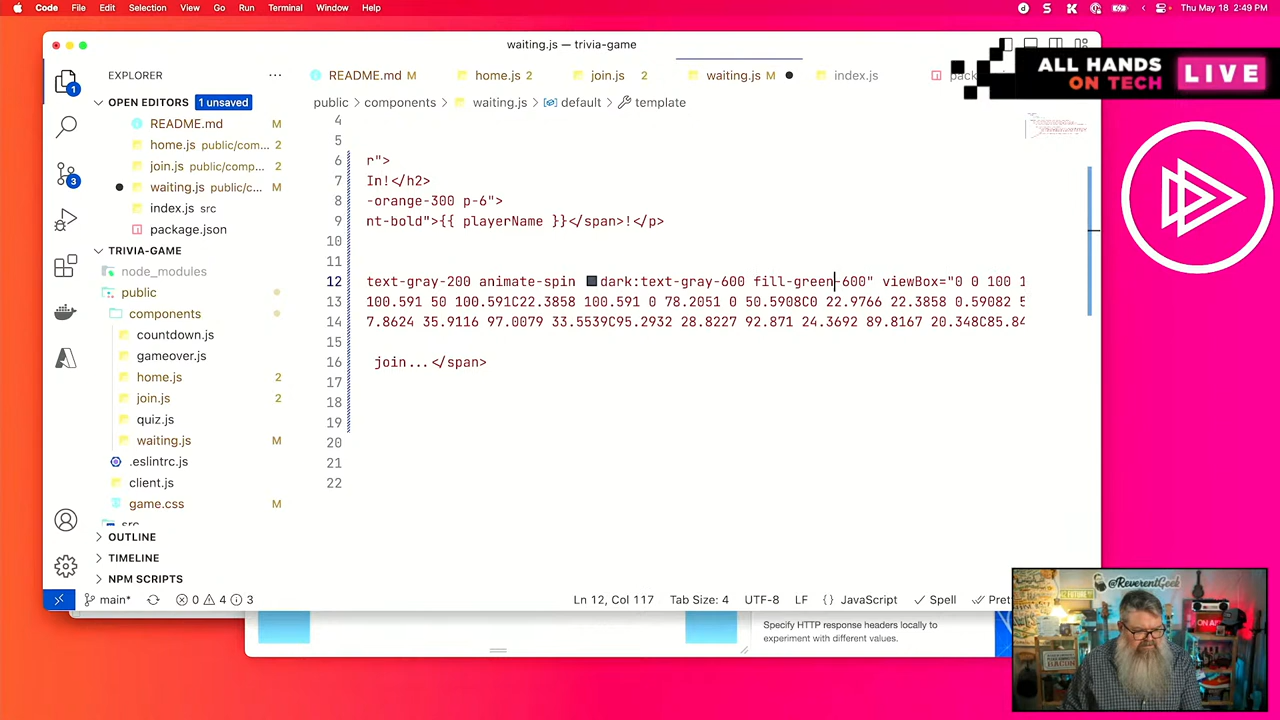 Code File Edit Selection View Go Run Terminal Window Help Thu May 18 2:49 PM
waiting.js — trivia-game
ALL HANDS
ON TECH
LIVE
EXPLORER ···
README.md M home.js 2 join.js 2 waiting.js M index.js
OPEN EDITORS 1 unsaved
public > components > waiting.js > default > template
README.md M
home.js public/com... 2
join.js public/comp... 2
waiting.js public/c... M
index.js src
package.json
TRIVIA-GAME
node_modules
public
components
countdown.js
gameover.js
home.js 2
join.js 2
quiz.js
waiting.js M
.eslintrc.js
client.js
game.css M
src
OUTLINE
TIMELINE
NPM SCRIPTS
1
3
4
5
6 r">
7 In!</h2>
8 -orange-300 p-6">
9 nt-bold">{{ playerName }}</span>!</p>
10
11
12 text-gray-200 animate-spin dark:text-gray-600 fill-green-600" viewBox="0 0 100 1
13 100.591 50 100.591C22.3858 100.591 0 78.2051 0 50.5908C0 22.9766 22.3858 0.59082 5
14 7.8624 35.9116 97.0079 33.5539C95.2932 28.8227 92.871 24.3692 89.8167 20.348C85.84
15
16 join...</span>
17
18
19
20
21
22
main* 0 4 3 Ln 12, Col 117 Tab Size: 4 UTF-8 LF {} JavaScript Spell
Specify HTTP response headers locally to
experiment with different values.
@ReverentGeek
BACON